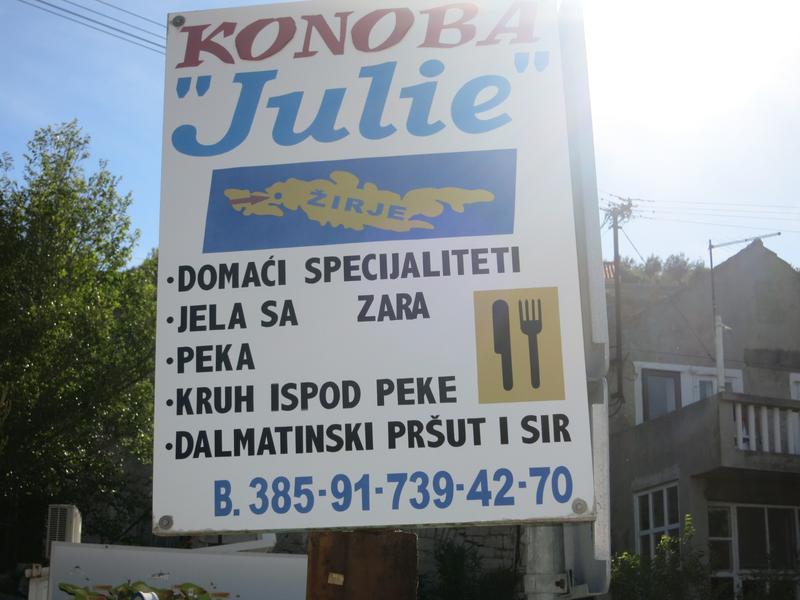 KONOBA
"Julie"
ŽIRJE
·DOMAĆI SPECIJALITETI
·JELA SA ZARA
·PEKA
·KRUH ISPOD PEKE
·DALMATINSKI PRŠUT I SIR
B. 385-91-739-42-70